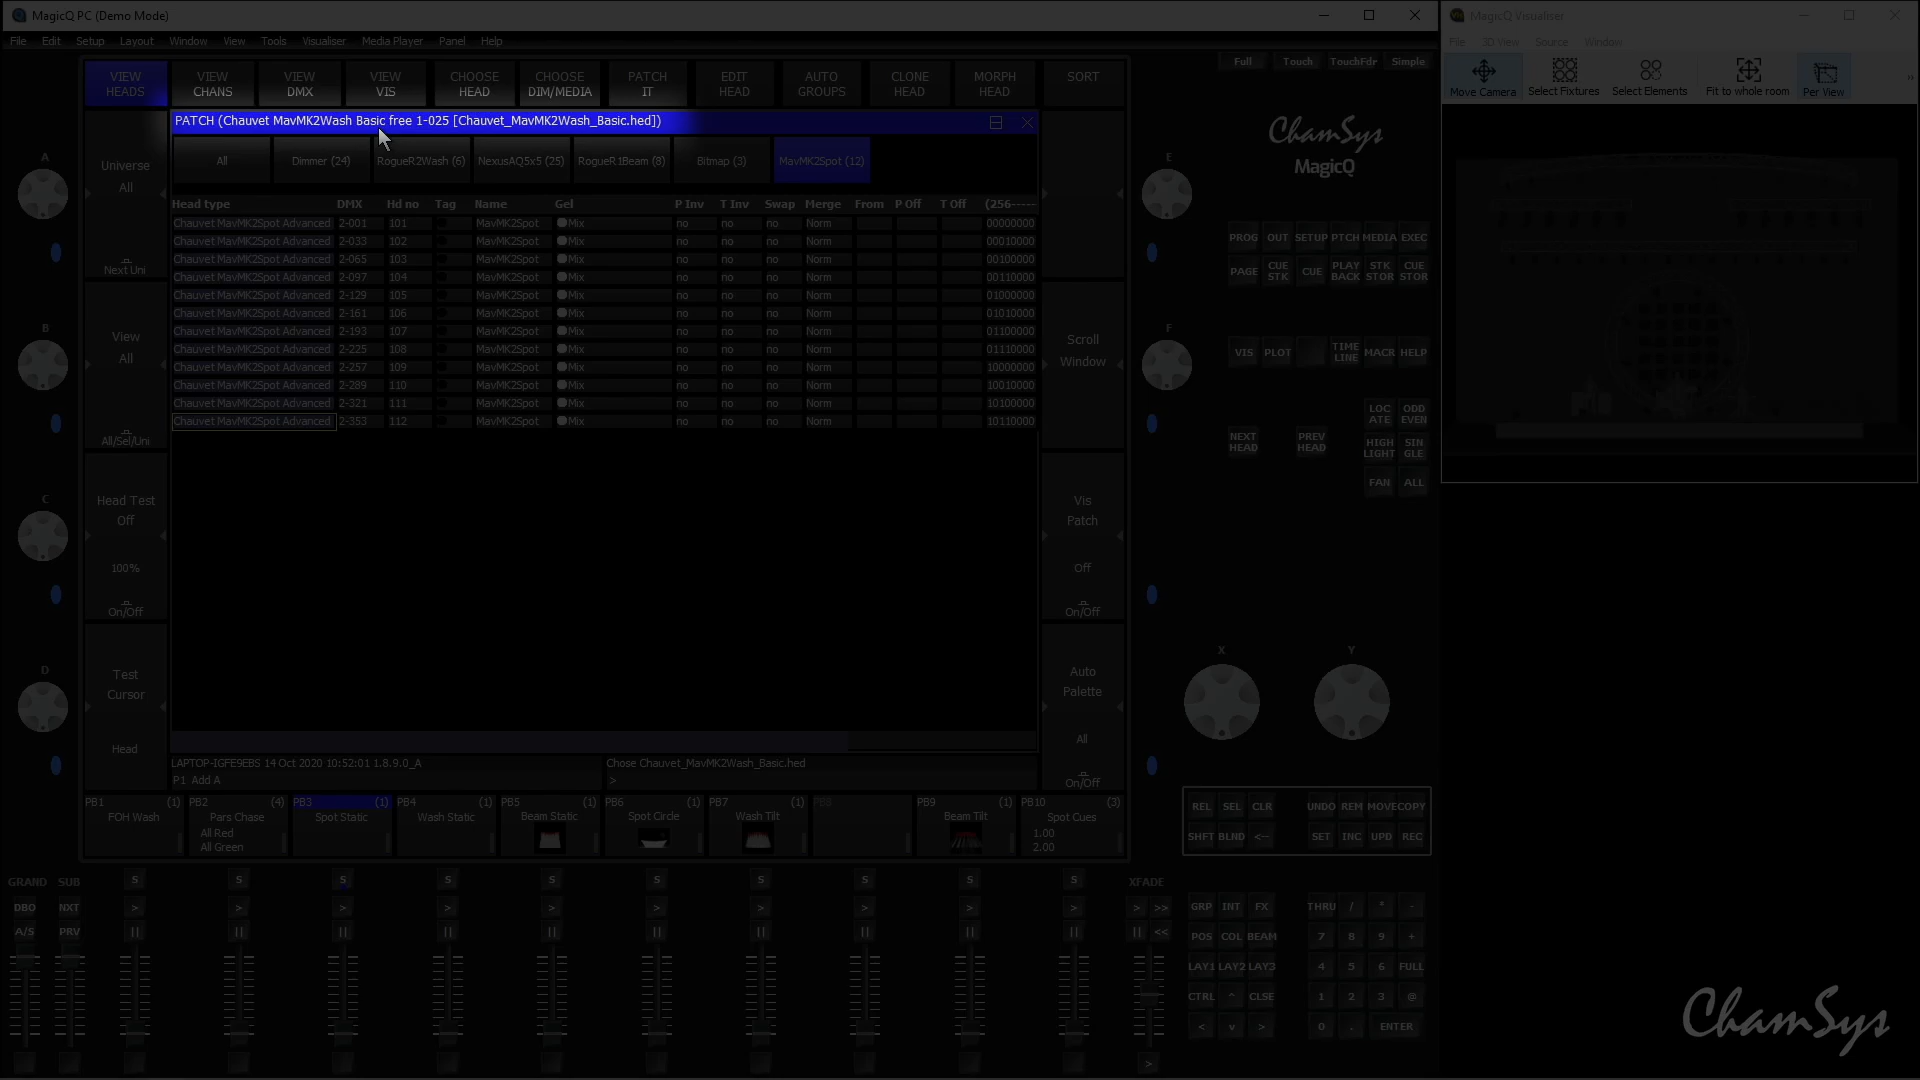 MagicQ PC (Demo Mode)
File Edit Setup Layout Window View Tools Visualiser Media Player Panel Help
MagicQ Visualiser
File 3D View Source Window
Move Camera Select Fixtures Select Elements Fit to whole room Per View »
VIEW HEADS
VIEW CHANS
VIEW DMX
VIEW VIS
CHOOSE HEAD
CHOOSE DIM/MEDIA
PATCH IT
EDIT HEAD
AUTO GROUPS
CLONE HEAD
MORPH HEAD
SORT
Full Touch TouchFdr Simple
PATCH (Chauvet MavMK2Wash Basic free 1-025 [Chauvet_MavMK2Wash_Basic.hed])
All Dimmer (24) RogueR2Wash (6) NexusAQ5x5 (25) RogueR1Beam (8) Bitmap (3) MavMK2Spot (12)
Head type DMX Hd no Tag Name Gel P Inv T Inv Swap Merge From P Off T Off (256-----
Chauvet MavMK2Spot Advanced 2-001 101 MavMK2Spot Mix no no no Norm 00000000
Chauvet MavMK2Spot Advanced 2-033 102 MavMK2Spot Mix no no no Norm 00010000
Chauvet MavMK2Spot Advanced 2-065 103 MavMK2Spot Mix no no no Norm 00100000
Chauvet MavMK2Spot Advanced 2-097 104 MavMK2Spot Mix no no no Norm 00110000
Chauvet MavMK2Spot Advanced 2-129 105 MavMK2Spot Mix no no no Norm 01000000
Chauvet MavMK2Spot Advanced 2-161 106 MavMK2Spot Mix no no no Norm 01010000
Chauvet MavMK2Spot Advanced 2-193 107 MavMK2Spot Mix no no no Norm 01100000
Chauvet MavMK2Spot Advanced 2-225 108 MavMK2Spot Mix no no no Norm 01110000
Chauvet MavMK2Spot Advanced 2-257 109 MavMK2Spot Mix no no no Norm 10000000
Chauvet MavMK2Spot Advanced 2-289 110 MavMK2Spot Mix no no no Norm 10010000
Chauvet MavMK2Spot Advanced 2-321 111 MavMK2Spot Mix no no no Norm 10100000
Chauvet MavMK2Spot Advanced 2-353 112 MavMK2Spot Mix no no no Norm 10110000
A
Universe
All
Next Uni
B
View
All
All/Sel/Uni
C
Head Test
Off
100%
On/Off
D
Test
Cursor
Head
E
F
Scroll
Window
Vis
Patch
Off
On/Off
Auto
Palette
All
On/Off
ChamSys
MagicQ
PROG OUT SETUP PTCH MEDIA EXEC
PAGE CUE STK CUE PLAY BACK STK STOR CUE STOR
VIS PLOT TIME LINE MACR HELP
LOC ATE ODD EVEN
NEXT HEAD PREV HEAD HIGH LIGHT SIN GLE
FAN ALL
X Y
LAPTOP-IGFE9EBS 14 Oct 2020 10:52:01 1.8.9.0_A
Chose Chauvet_MavMK2Wash_Basic.hed
P1 Add A
>
PB1 (1) PB2 (4) PB3 (1) PB4 (1) PB5 (1) PB6 (1) PB7 (1) PB8 PB9 (1) PB10 (3)
FOH Wash Pars Chase Spot Static Wash Static Beam Static Spot Circle Wash Tilt Beam Tilt Spot Cues
All Red 1.00
All Green 2.00
REL SEL CLR UNDO REM MOVE COPY
SHFT BLND <-- SET INC UPD REC
GRAND SUB S S S S S S S S S S XFADE
DBO NXT > > > > > > > > > > > >>
A/S PRV || || || || || || || || || || || <<
GRP INT FX THRU / * -
POS COL BEAM 7 8 9 +
LAY1 LAY2 LAY3 4 5 6 FULL
CTRL ^ CLSE 1 2 3 @
< v > 0 . ENTER
>
ChamSys